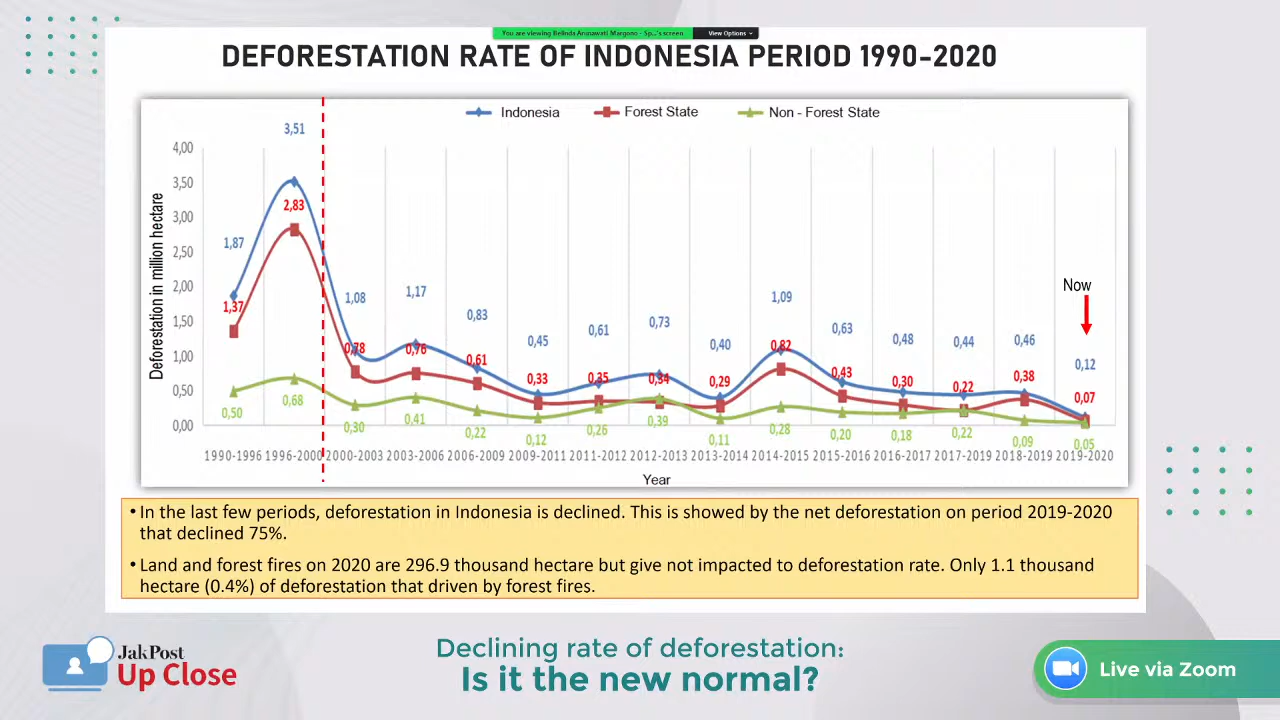 You are viewing Belinda Arunawati Margono - Sp...'s screen
View Options
DEFORESTATION RATE OF INDONESIA PERIOD 1990-2020
Indonesia
Forest State
Non - Forest State
Deforestation in million hectare
4,00
3,50
3,00
2,50
2,00
1,50
1,00
0,50
0,00
1,87 3,51 1,08 1,17 0,83 0,45 0,61 0,73 0,40 1,09 0,63 0,48 0,44 0,46 0,12
1,37 2,83 0,78 0,76 0,61 0,33 0,35 0,34 0,29 0,82 0,43 0,30 0,22 0,38 0,07
0,50 0,68 0,30 0,41 0,22 0,12 0,26 0,39 0,11 0,28 0,20 0,18 0,22 0,09 0,05
Now
1990-1996 1996-2000 2000-2003 2003-2006 2006-2009 2009-2011 2011-2012 2012-2013 2013-2014 2014-2015 2015-2016 2016-2017 2017-2019 2018-2019 2019-2020
Year
• In the last few periods, deforestation in Indonesia is declined. This is showed by the net deforestation on period 2019-2020
that declined 75%.
• Land and forest fires on 2020 are 296.9 thousand hectare but give not impacted to deforestation rate. Only 1.1 thousand
hectare (0.4%) of deforestation that driven by forest fires.
JakPost
Up Close
Declining rate of deforestation:
Is it the new normal?
Live via Zoom